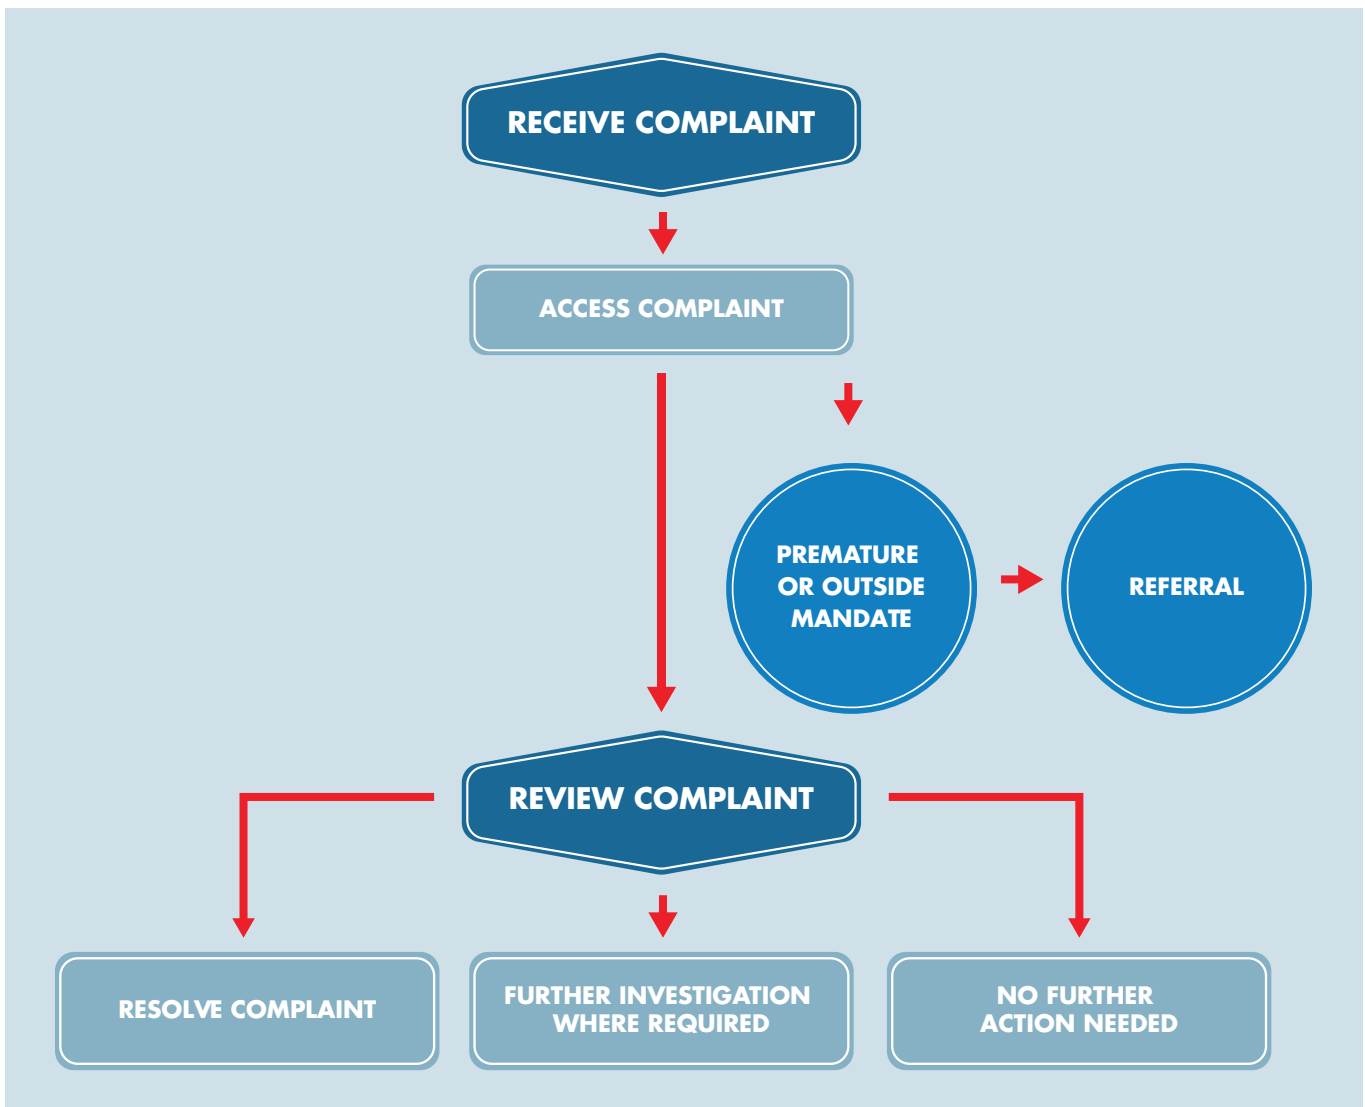 RECEIVE COMPLAINT
ACCESS COMPLAINT
PREMATURE
OR OUTSIDE
MANDATE
REFERRAL
REVIEW COMPLAINT
RESOLVE COMPLAINT
FURTHER INVESTIGATION
WHERE REQUIRED
NO FURTHER
ACTION NEEDED